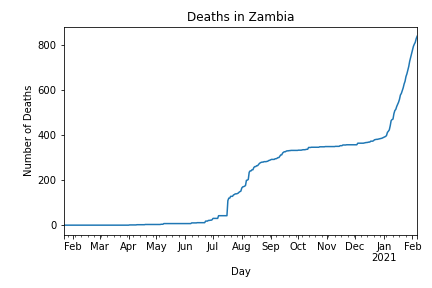 Deaths in Zambia
Number of Deaths
800
600
400
200
0
Feb Mar Apr May Jun Jul Aug Sep Oct Nov Dec Jan Feb
2021
Day